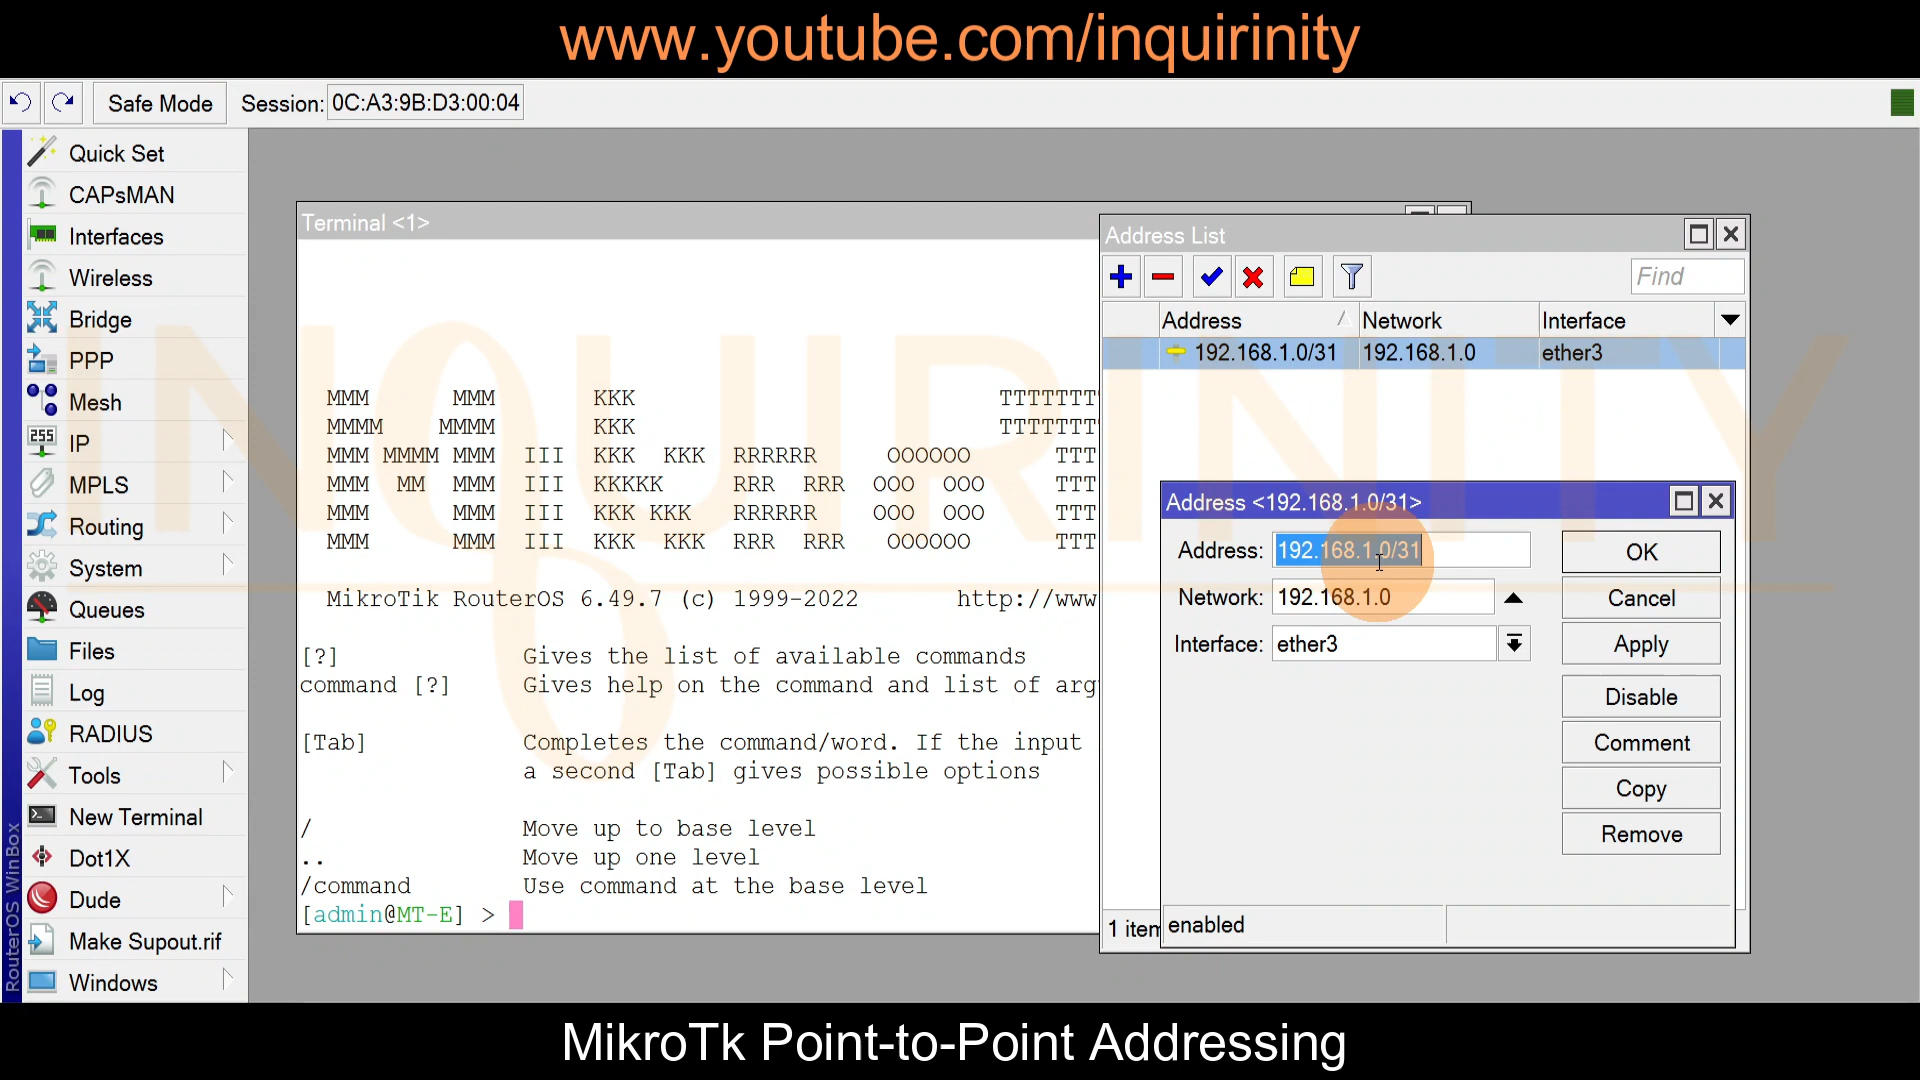 www.youtube.com/inquirinity
Safe Mode Session: 0C:A3:9B:D3:00:04
Quick Set
CAPsMAN
Interfaces
Wireless
Bridge
PPP
Mesh
255 IP
MPLS
Routing
System
Queues
Files
Log
RADIUS
Tools
New Terminal
Dot1X
Dude
Make Supout.rif
Windows
RouterOS WinBox
Terminal <1>
MMM MMM KKK TTTTTTT
MMMM MMMM KKK TTTTTTT
MMM MMMM MMM III KKK KKK RRRRRR OOOOOO TTT
MMM MM MMM III KKKKK RRR RRR OOO OOO TTT
MMM MMM III KKK KKK RRRRRR OOO OOO TTT
MMM MMM III KKK KKK RRR RRR OOOOOO TTT
MikroTik RouterOS 6.49.7 (c) 1999-2022 http://www
[?] Gives the list of available commands
command [?] Gives help on the command and list of arg
[Tab] Completes the command/word. If the input
a second [Tab] gives possible options
/ Move up to base level
.. Move up one level
/command Use command at the base level
[admin@MT-E] >
Address List
Find
Address Network Interface
192.168.1.0/31 192.168.1.0 ether3
Address <192.168.1.0/31>
Address: 192.168.1.0/31 OK
Network: 192.168.1.0 Cancel
Interface: ether3 Apply
Disable
Comment
Copy
Remove
1 item
enabled
INQUIRINITY
MikroTk Point-to-Point Addressing